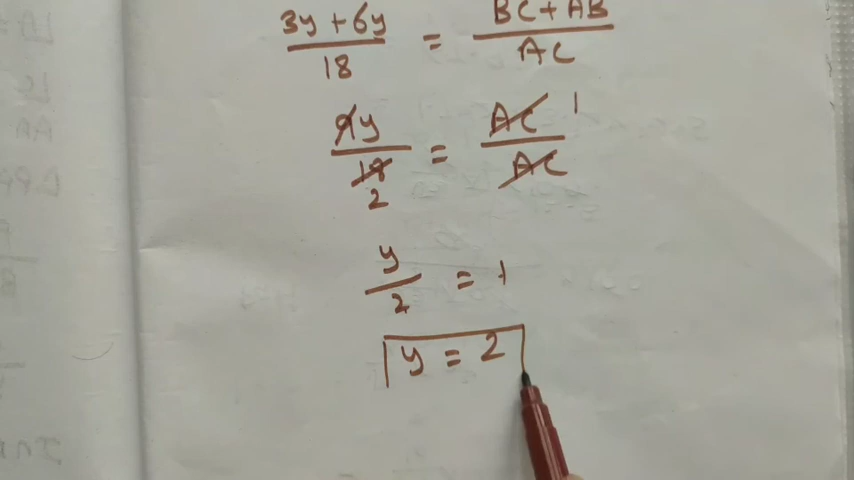 3y + 6y / 18 = BC + AB / AC
9y / 18 2 = AC 1 / AC
y / 2 = 1
y = 2